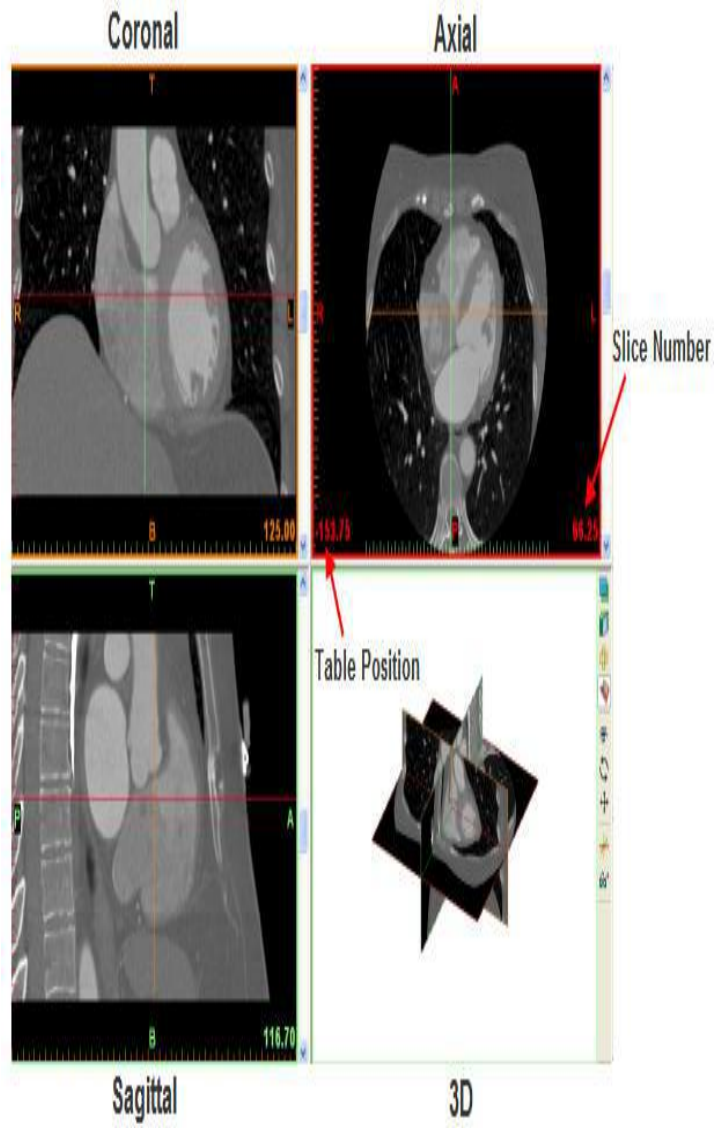 Coronal
Axial
T
A
R
L
R
L
Slice Number
B
125.00
-153.75
P
66.25
T
Table Position
P
A
B
116.70
Sagittal
3D